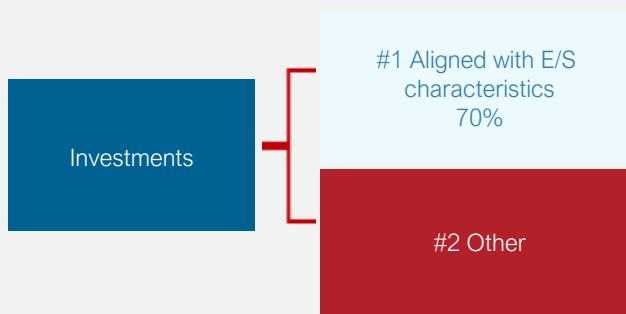 Investments
#1 Aligned with E/S
characteristics
70%
#2 Other